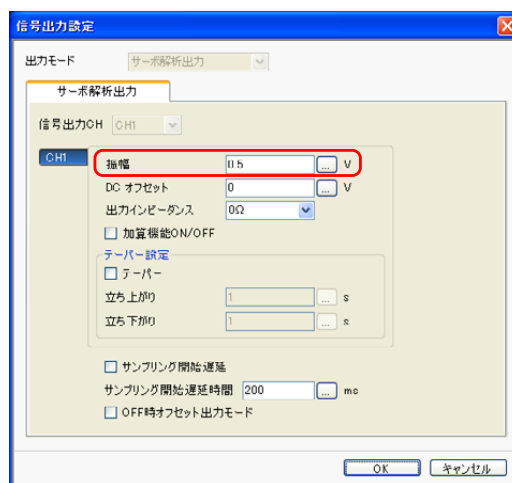 信号出力設定
出力モード サーボ解析出力
サーボ解析出力
信号出力CH CH1
CH1
振幅 0.5 ... V
DC オフセット 0 ... V
出力インピーダンス 0Ω
加算機能ON/OFF
テーパー設定
テーパー
立ち上がり 1 ... s
立ち下がり 1 ... s
サンプリング開始遅延
サンプリング開始遅延時間 200 ... ms
OFF時オフセット出力モード
OK キャンセル